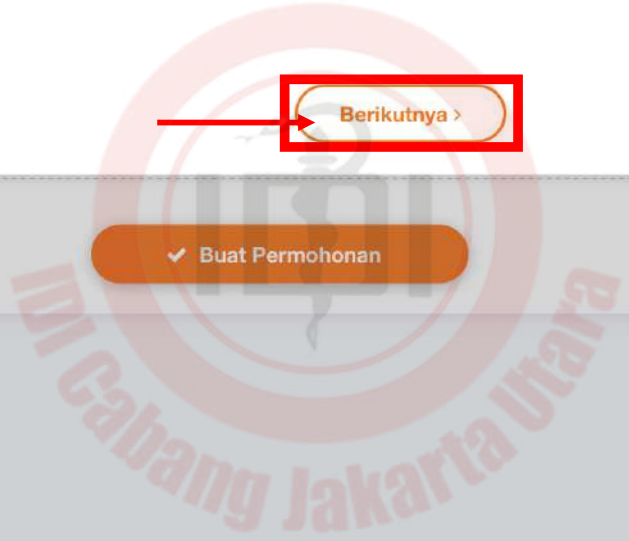 Berikutnya >
✔ Buat Permohonan
IDI
IDI Cabang Jakarta Utara